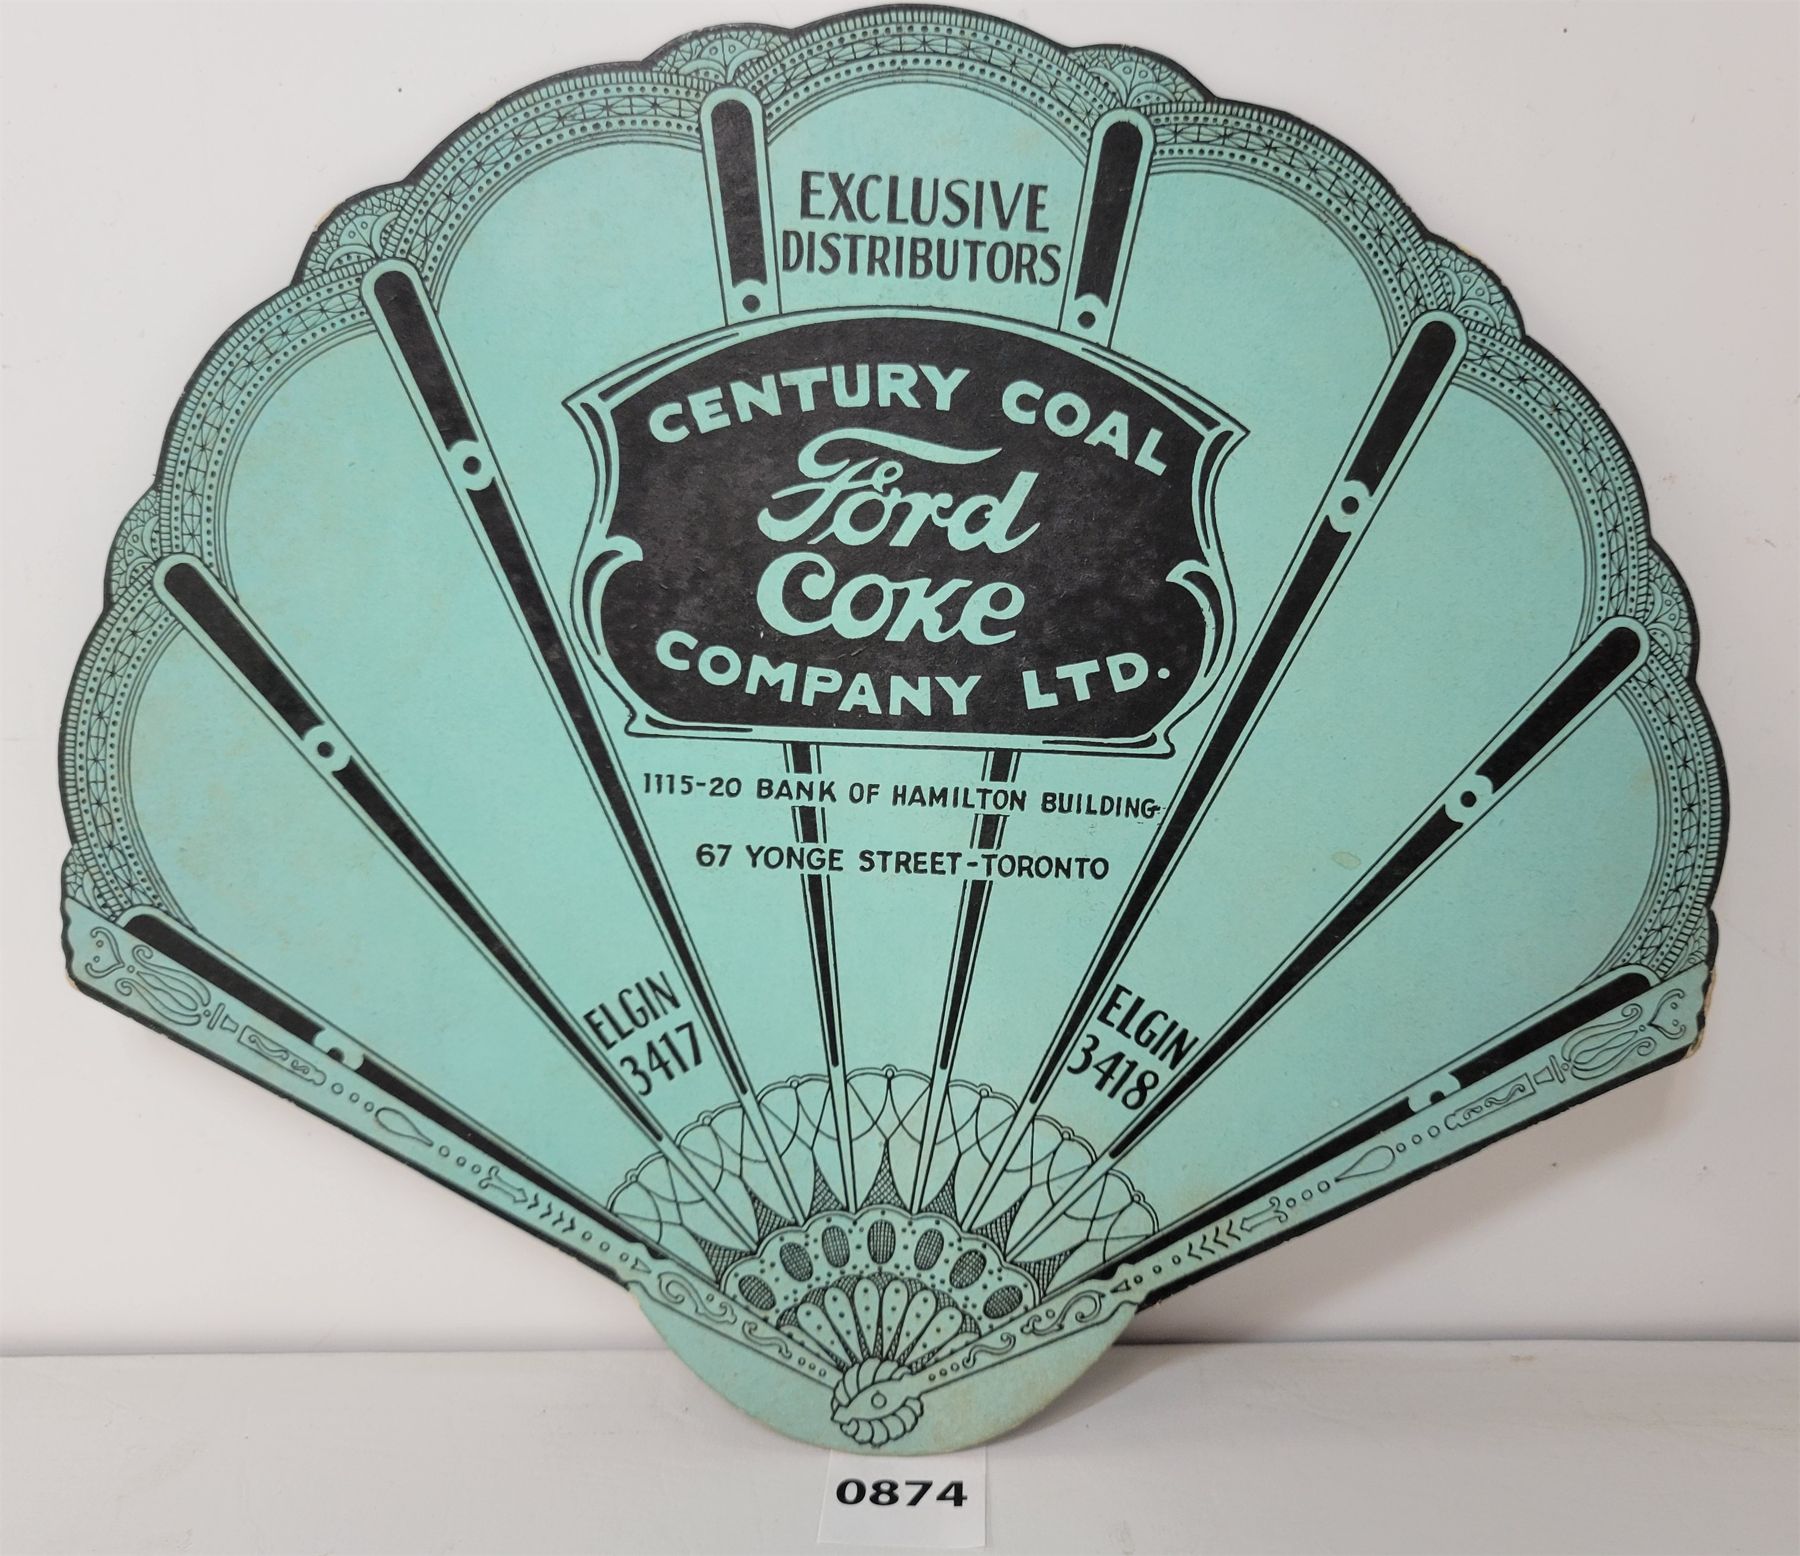 EXCLUSIVE
DISTRIBUTORS
CENTURY COAL
Ford
Coke
COMPANY LTD.
1115-20 BANK OF HAMILTON BUILDING
67 YONGE STREET-TORONTO
ELGIN
3417
ELGIN
3418
0874